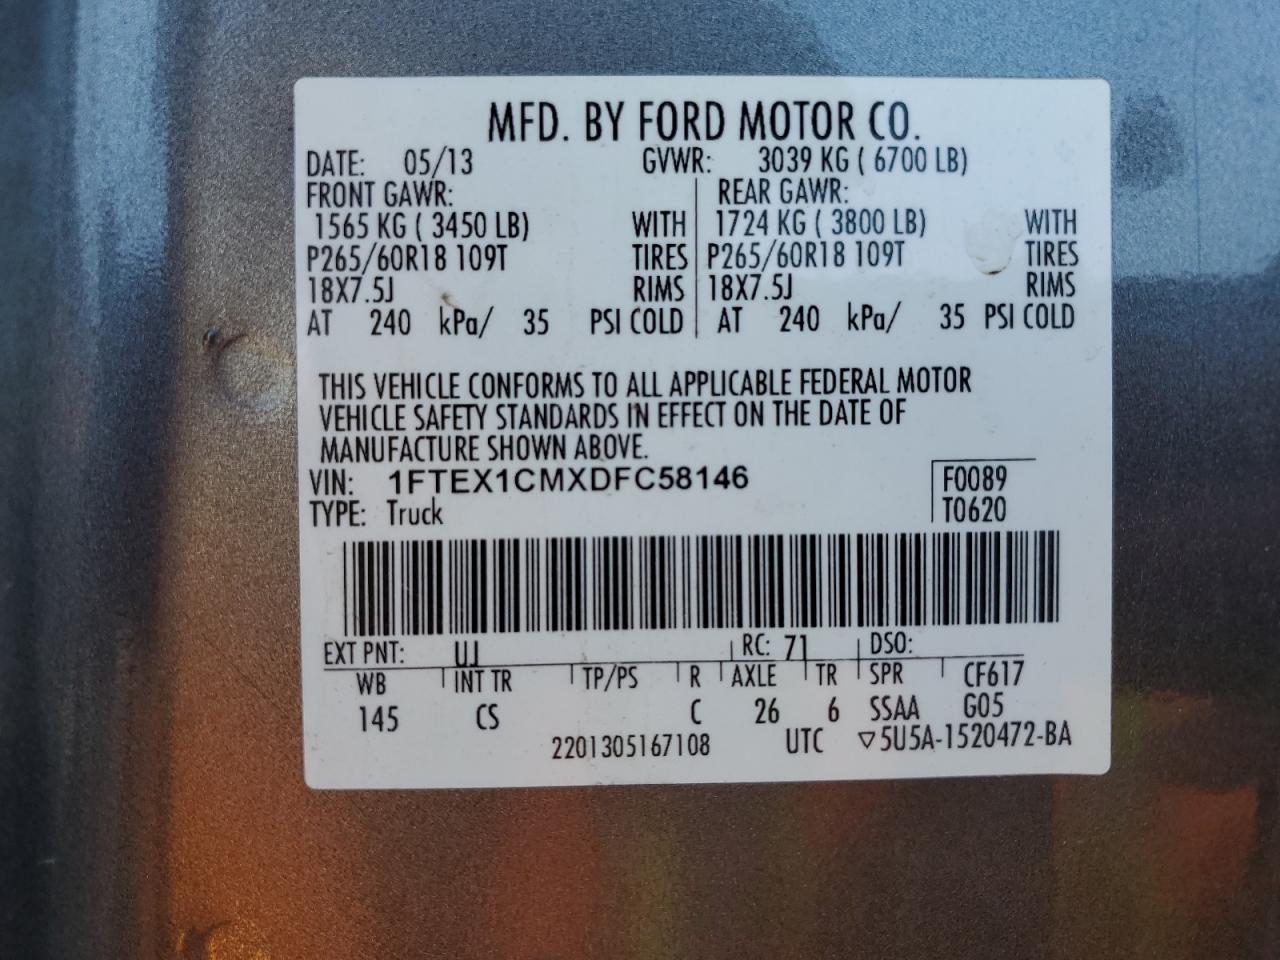 MFD. BY FORD MOTOR CO.
DATE: 05/13 GVWR: 3039 KG ( 6700 LB)
FRONT GAWR: REAR GAWR:
1565 KG ( 3450 LB) WITH 1724 KG ( 3800 LB) WITH
P265/60R18 109T TIRES P265/60R18 109T TIRES
18X7.5J RIMS 18X7.5J RIMS
AT 240 kPa/ 35 PSI COLD AT 240 kPa/ 35 PSI COLD
THIS VEHICLE CONFORMS TO ALL APPLICABLE FEDERAL MOTOR
VEHICLE SAFETY STANDARDS IN EFFECT ON THE DATE OF
MANUFACTURE SHOWN ABOVE.
VIN: 1FTEX1CMXDFC58146 F0089
TYPE: Truck T0620
EXT PNT: UJ RC: 71 DSO:
WB INT TR TP/PS R AXLE TR SPR CF617
145 CS C 26 6 SSAA G05
2201305167108 UTC ▽5U5A-1520472-BA